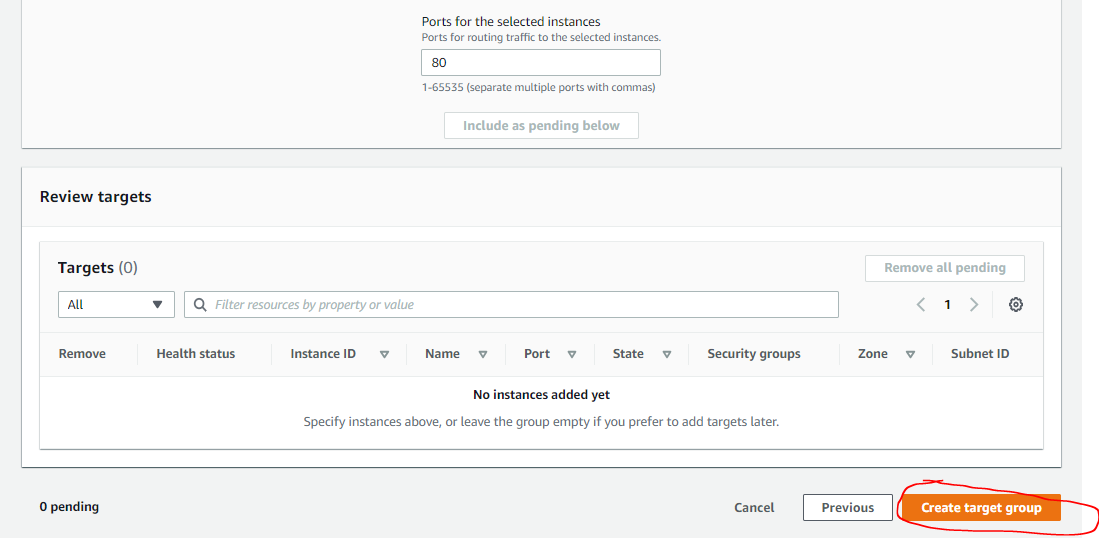 Ports for the selected instances
Ports for routing traffic to the selected instances.
80
1-65535 (separate multiple ports with commas)
Include as pending below
Review targets
Targets (0)
Remove all pending
All
Filter resources by property or value
1
Remove Health status Instance ID Name Port State Security groups Zone Subnet ID
No instances added yet
Specify instances above, or leave the group empty if you prefer to add targets later.
0 pending
Cancel
Previous
Create target group